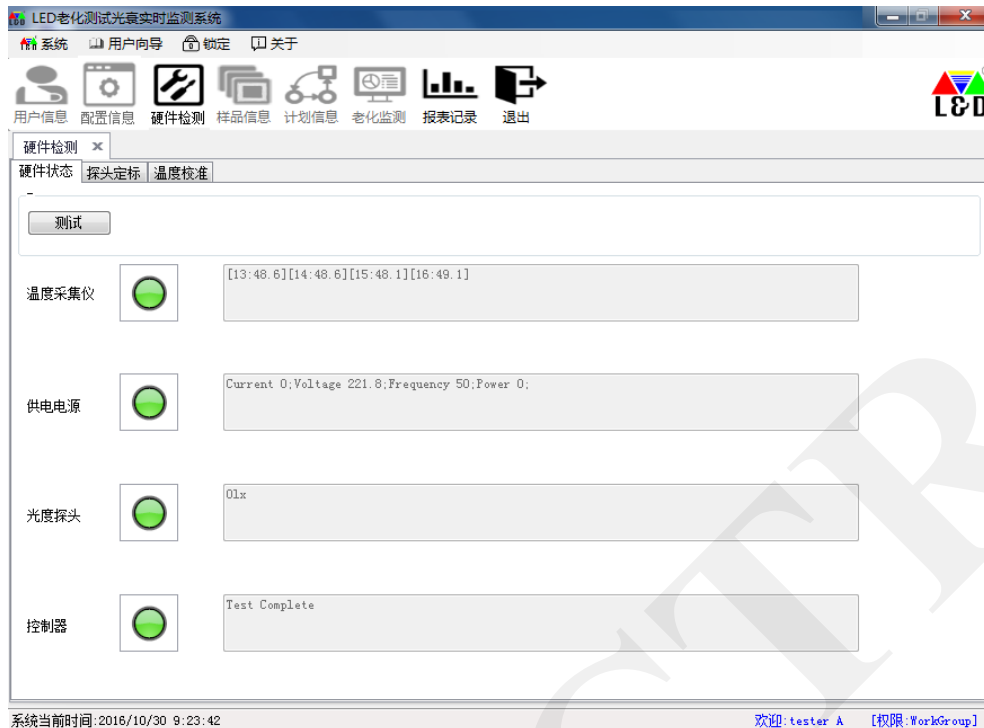 LED老化测试光衰实时监测系统
系统 用户向导 锁定 关于
用户信息 配置信息 硬件检测 样品信息 计划信息 老化监测 报表记录 退出
L&D
硬件检测
硬件状态 探头定标 温度校准
测试
温度采集仪
[13:48.6][14:48.6][15:48.1][16:49.1]
供电电源
Current 0;Voltage 221.8;Frequency 50;Power 0;
光度探头
0lx
控制器
Test Complete
CTR
系统当前时间:2016/10/30 9:23:42 欢迎:tester A [权限:WorkGroup]